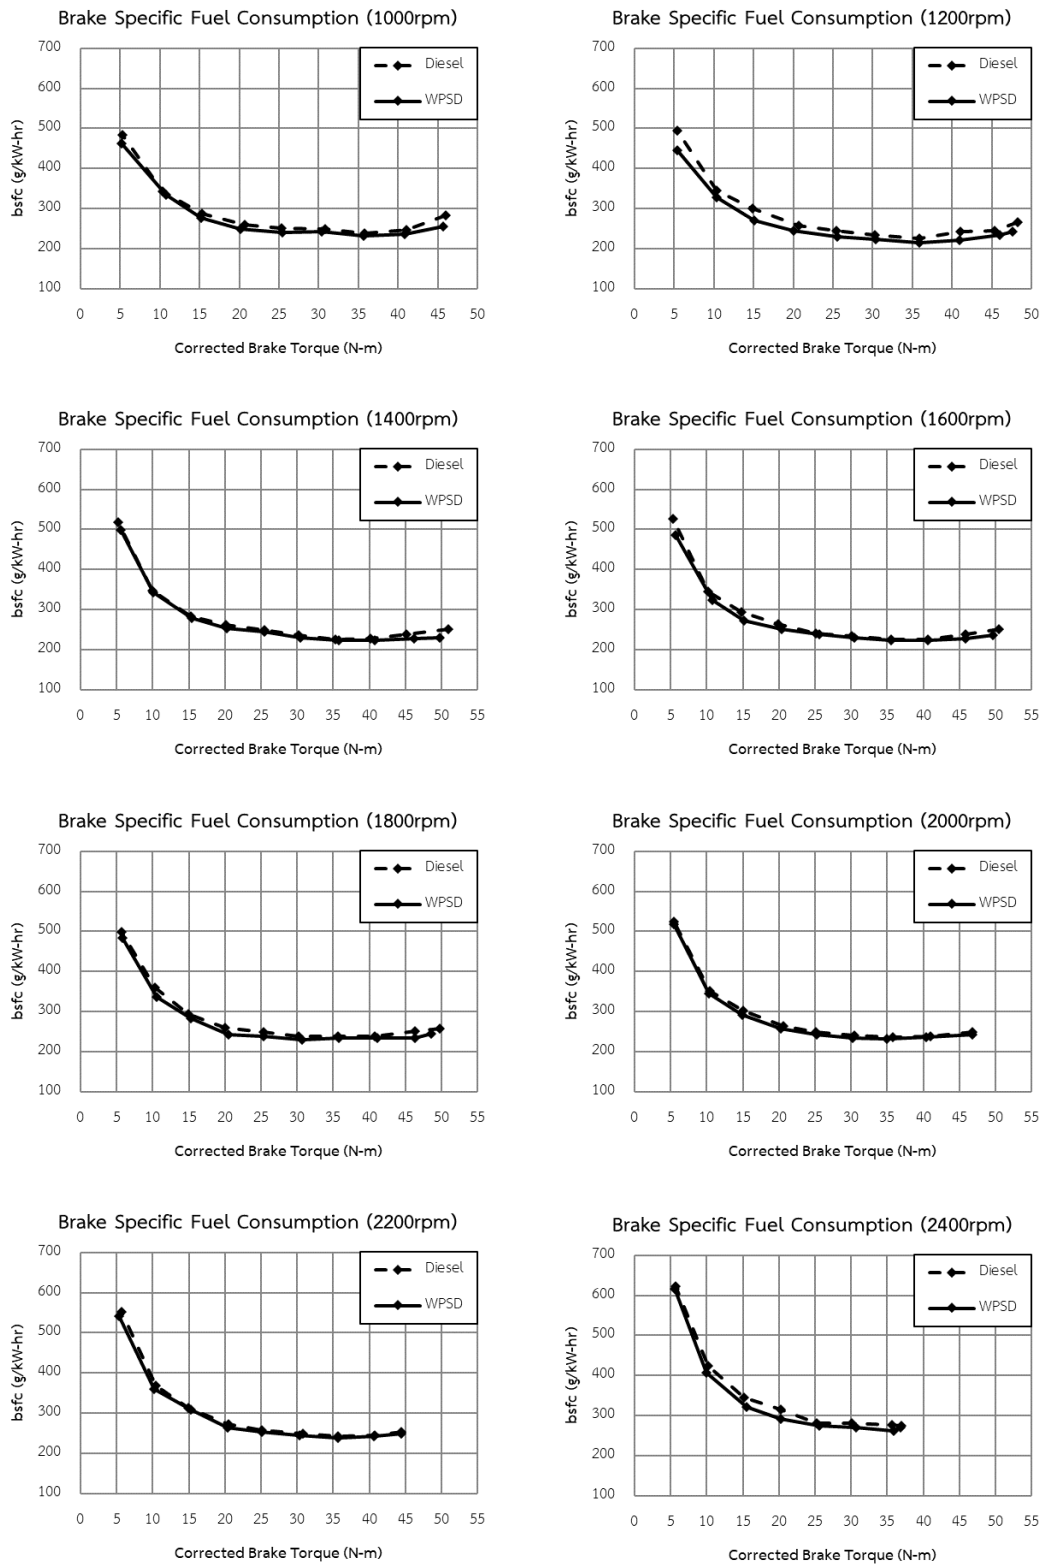 Brake Specific Fuel Consumption (1000rpm)
700
600
500
400
300
200
100
bsfc (g/kW-hr)
Diesel
WPSD
0 5 10 15 20 25 30 35 40 45 50
Corrected Brake Torque (N-m)
Brake Specific Fuel Consumption (1200rpm)
700
600
500
400
300
200
100
bsfc (g/kW-hr)
Diesel
WPSD
0 5 10 15 20 25 30 35 40 45 50
Corrected Brake Torque (N-m)
Brake Specific Fuel Consumption (1400rpm)
700
600
500
400
300
200
100
bsfc (g/kW-hr)
Diesel
WPSD
0 5 10 15 20 25 30 35 40 45 50 55
Corrected Brake Torque (N-m)
Brake Specific Fuel Consumption (1600rpm)
700
600
500
400
300
200
100
bsfc (g/kW-hr)
Diesel
WPSD
0 5 10 15 20 25 30 35 40 45 50 55
Corrected Brake Torque (N-m)
Brake Specific Fuel Consumption (1800rpm)
700
600
500
400
300
200
100
bsfc (g/kW-hr)
Diesel
WPSD
0 5 10 15 20 25 30 35 40 45 50 55
Corrected Brake Torque (N-m)
Brake Specific Fuel Consumption (2000rpm)
700
600
500
400
300
200
100
bsfc (g/kW-hr)
Diesel
WPSD
0 5 10 15 20 25 30 35 40 45 50 55
Corrected Brake Torque (N-m)
Brake Specific Fuel Consumption (2200rpm)
700
600
500
400
300
200
100
bsfc (g/kW-hr)
Diesel
WPSD
0 5 10 15 20 25 30 35 40 45 50 55
Corrected Brake Torque (N-m)
Brake Specific Fuel Consumption (2400rpm)
700
600
500
400
300
200
100
bsfc (g/kW-hr)
Diesel
WPSD
0 5 10 15 20 25 30 35 40 45 50 55
Corrected Brake Torque (N-m)